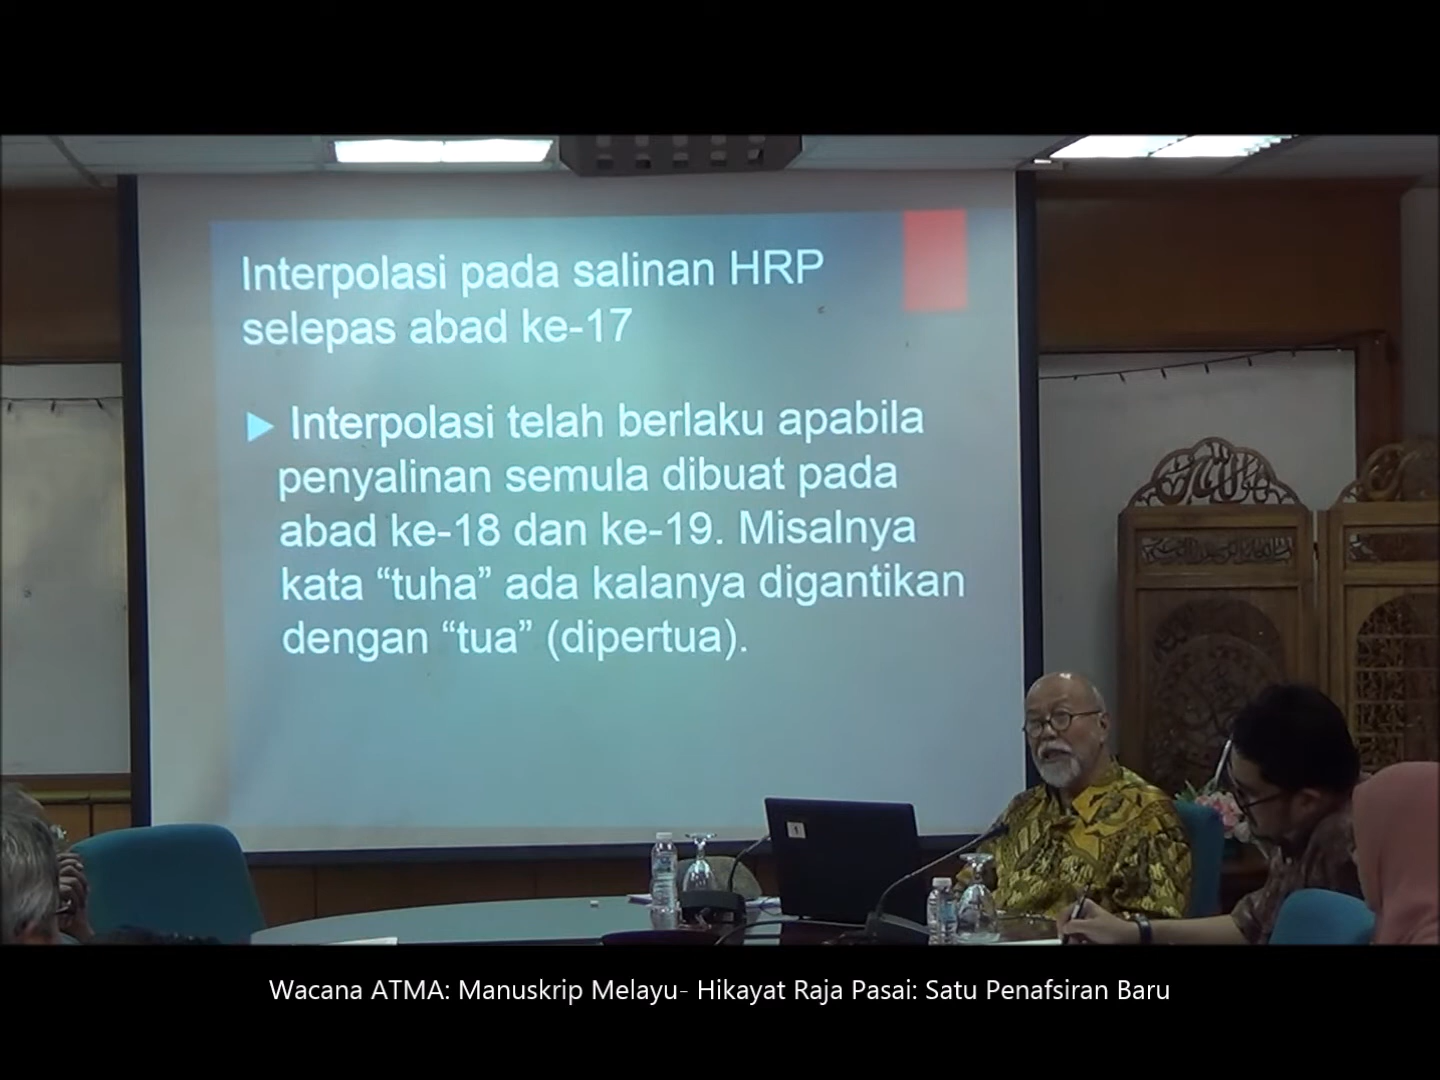 Interpolasi pada salinan HRP
selepas abad ke-17
Interpolasi telah berlaku apabila
penyalinan semula dibuat pada
abad ke-18 dan ke-19. Misalnya
kata “tuha” ada kalanya digantikan
dengan “tua” (dipertua).
1
Wacana ATMA: Manuskrip Melayu- Hikayat Raja Pasai: Satu Penafsiran Baru